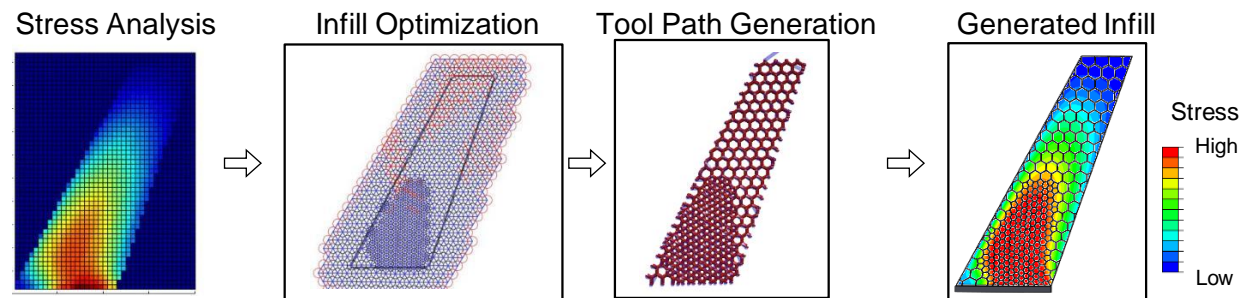 Stress Analysis
Infill Optimization
Tool Path Generation
Generated Infill
Stress
High
Low